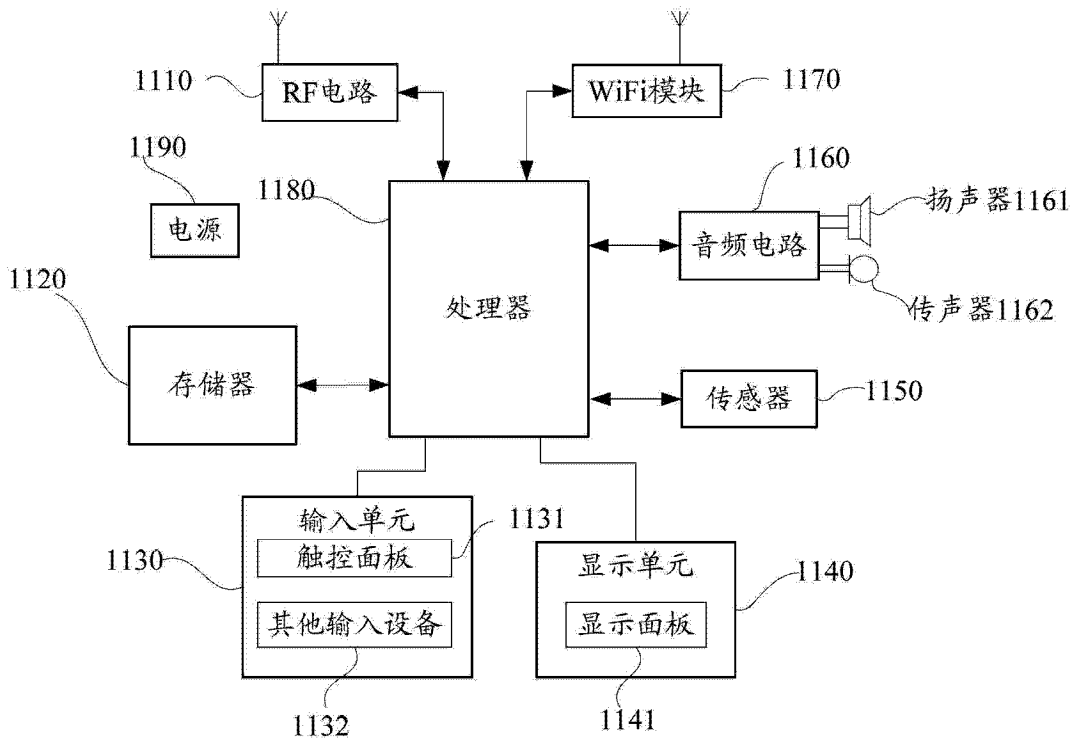 1110
RF电路
WiFi模块
1170
1190
电源
1180
处理器
1160
音频电路
扬声器1161
传声器1162
1120
存储器
传感器
1150
1130
输入单元
触控面板
1131
其他输入设备
1132
显示单元
1140
显示面板
1141